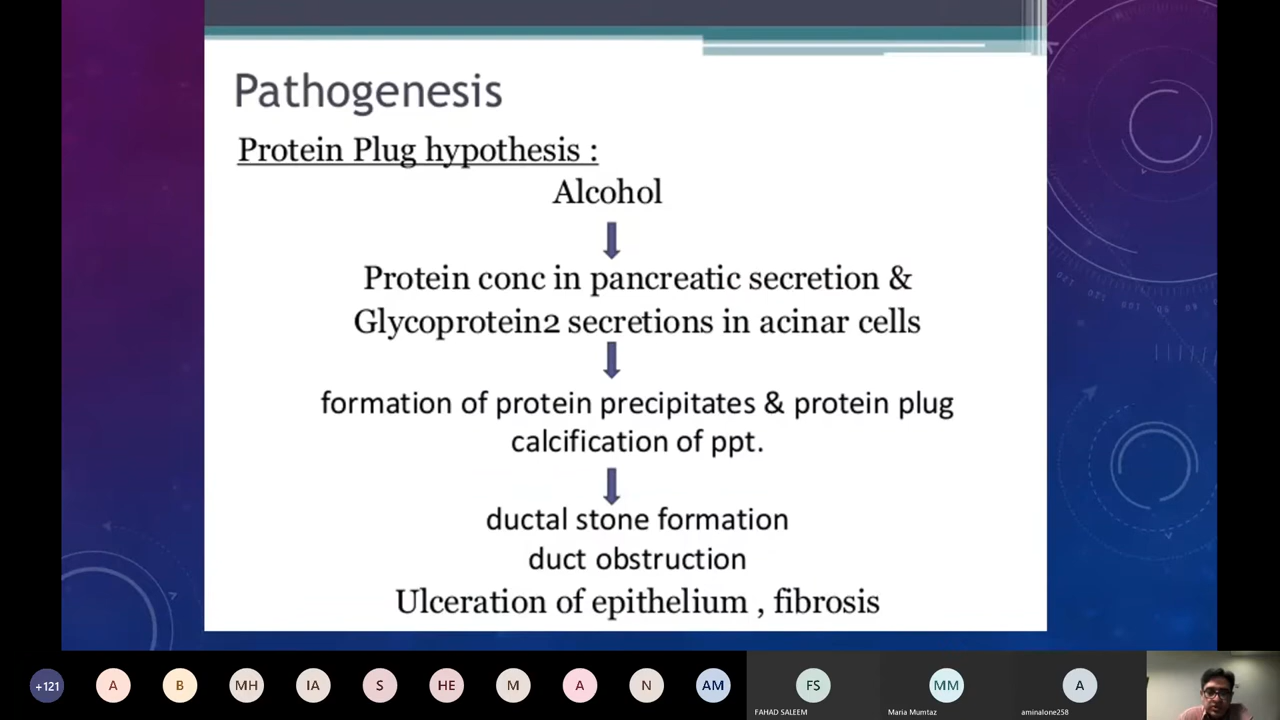 Pathogenesis
Protein Plug hypothesis :
Alcohol
Protein conc in pancreatic secretion &
Glycoprotein2 secretions in acinar cells
formation of protein precipitates & protein plug
calcification of ppt.
ductal stone formation
duct obstruction
Ulceration of epithelium , fibrosis
+121
A
B
MH
IA
S
HE
M
A
N
AM
FS
MM
A
FAHAD SALEEM
Maria Mumtaz
aminalone258